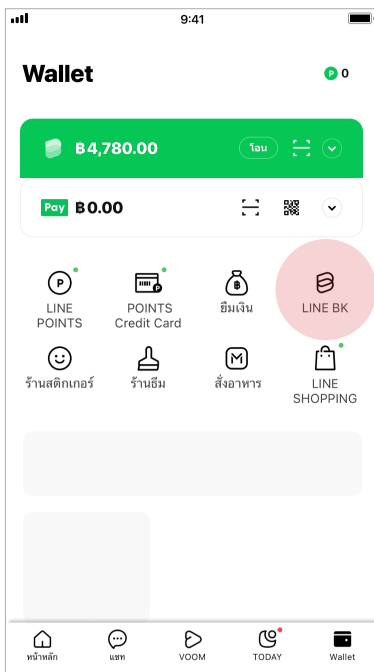 9:41
Wallet
P 0
฿4,780.00 โอน
Pay ฿0.00
P
LINE
POINTS
POINTS
Credit Card
ยืมเงิน
LINE BK
ร้านสติกเกอร์
ร้านธีม
สั่งอาหาร
LINE
SHOPPING
หน้าหลัก
แชท
VOOM
TODAY
Wallet